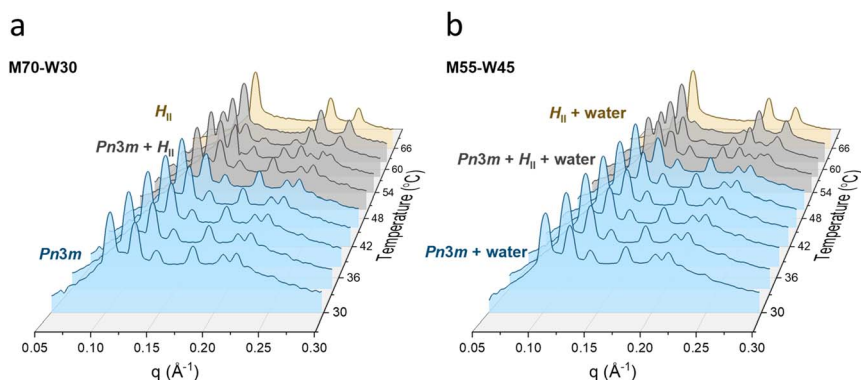 a
M70-W30
H_II
Pn3m + H_II
Pn3m
66
60
54
48
42
36
30
Temperature (°C)
0.05 0.10 0.15 0.20 0.25 0.30
q (Å⁻¹)
b
M55-W45
H_II + water
Pn3m + H_II + water
Pn3m + water
66
60
54
48
42
36
30
Temperature (°C)
0.05 0.10 0.15 0.20 0.25 0.30
q (Å⁻¹)